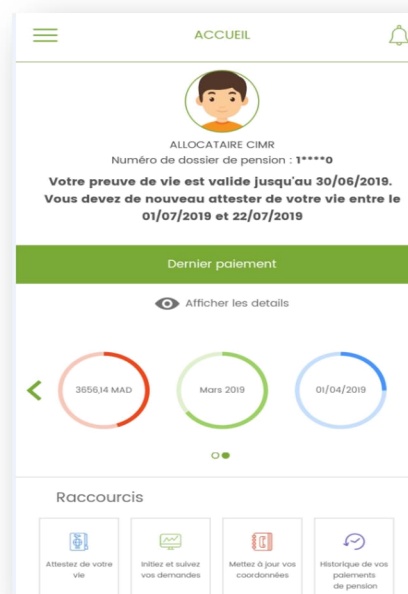 ACCUEIL
ALLOCATAIRE CIMR
Numéro de dossier de pension : 1****0
Votre preuve de vie est valide jusqu'au 30/06/2019.
Vous devez de nouveau attester de votre vie entre le
01/07/2019 et 22/07/2019
Dernier paiement
Afficher les details
3656,14 MAD
Mars 2019
01/04/2019
Raccourcis
Attestez de votre
vie
Initiez et suivez
vos demandes
Mettez à jour vos
coordonnées
Historique de vos
paiements
de pension